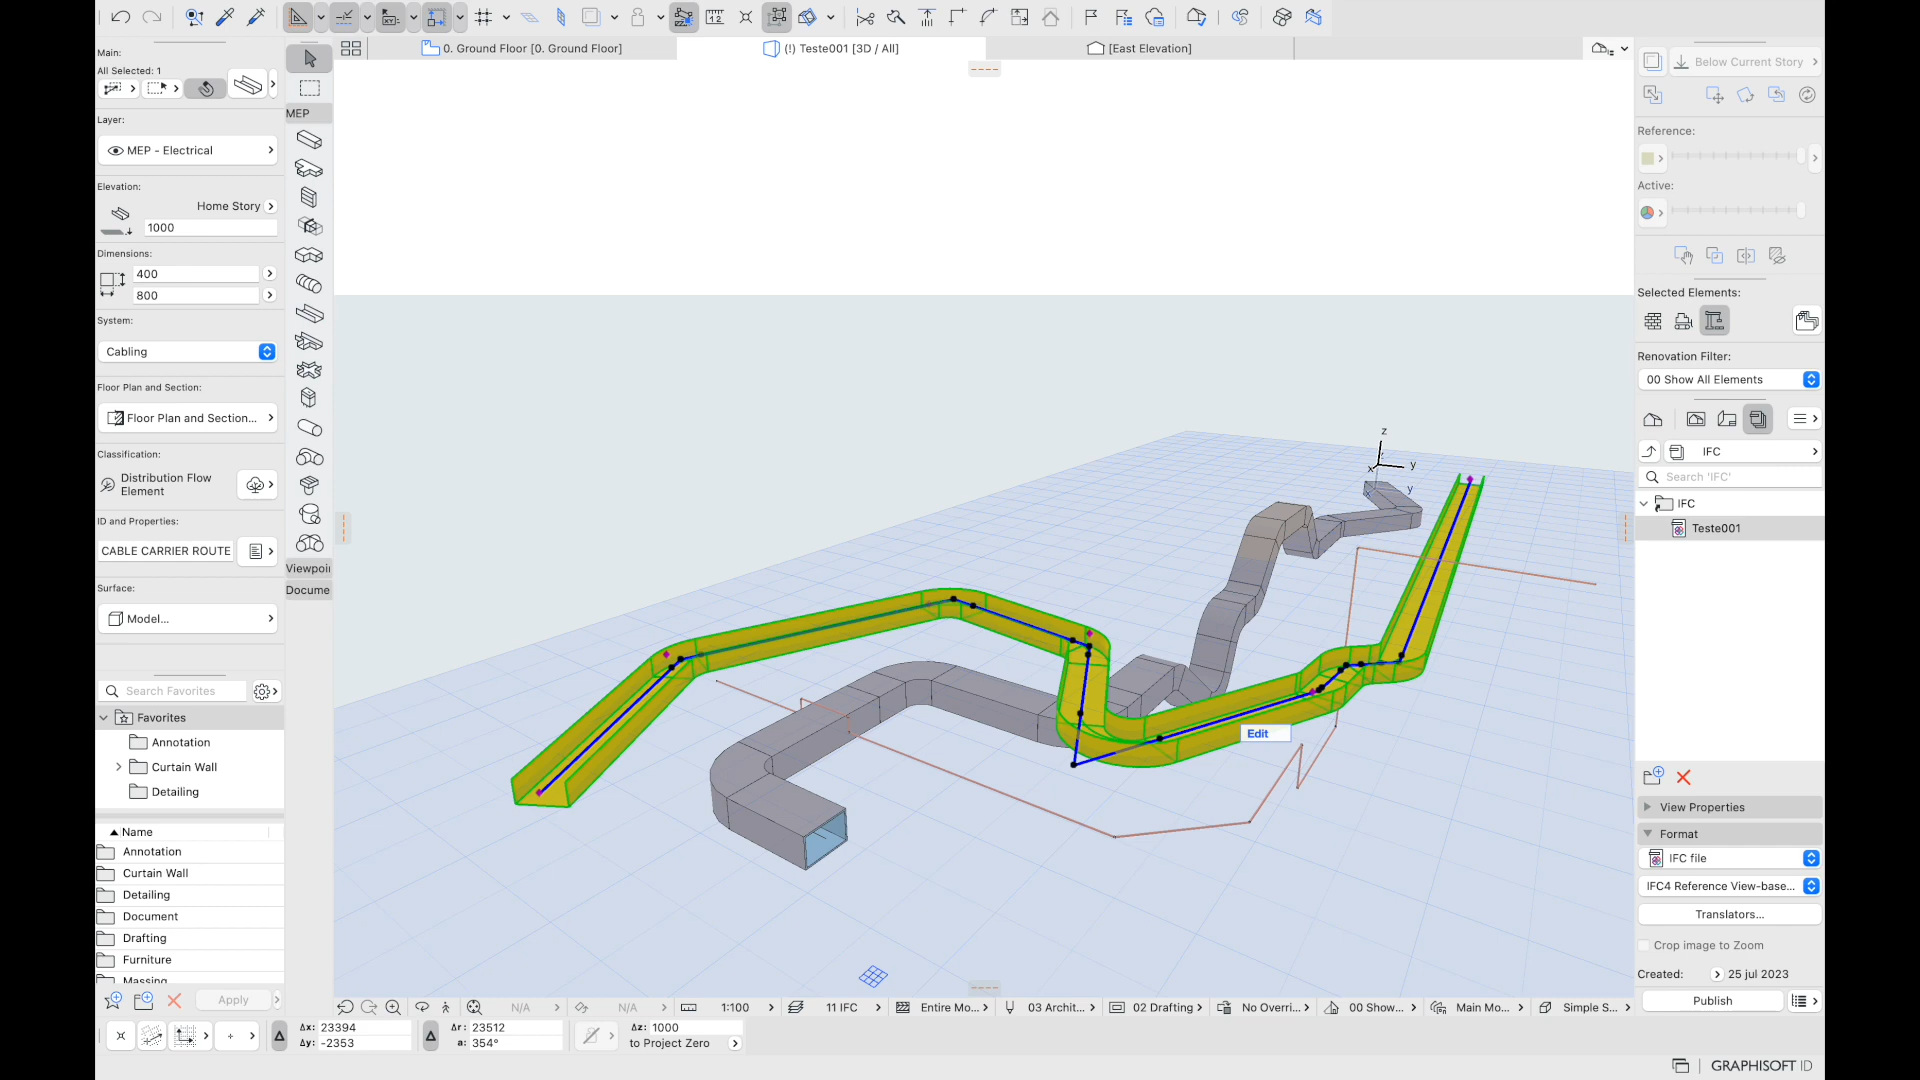 0. Ground Floor [0. Ground Floor]
(!) Teste001 [3D / All]
[East Elevation]
Main:
All Selected: 1
Layer:
MEP - Electrical
Elevation:
Home Story
1000
Dimensions:
400
800
System:
Cabling
Floor Plan and Section:
Floor Plan and Section...
Classification:
Distribution Flow
Element
ID and Properties:
CABLE CARRIER ROUTE
Surface:
Model...
Search Favorites
Favorites
Annotation
Curtain Wall
Detailing
Name
Annotation
Curtain Wall
Detailing
Document
Drafting
Furniture
Massing
Apply
MEP
Viewpoi
Docume
z
y
x
y
Edit
Below Current Story
Reference:
Active:
Selected Elements:
Renovation Filter:
00 Show All Elements
IFC
Search 'IFC'
IFC
Teste001
View Properties
Format
IFC file
IFC4 Reference View-base...
Translators...
Crop image to Zoom
Created:
25 jul 2023
Publish
N/A
N/A
1:100
11 IFC
Entire Mo...
03 Archit...
02 Drafting
No Overri...
00 Show...
Main Mo...
Simple S...
Δx: 23394
Δy: -2353
Δr: 23512
a: 354°
Δz: 1000
to Project Zero
GRAPHISOFT ID